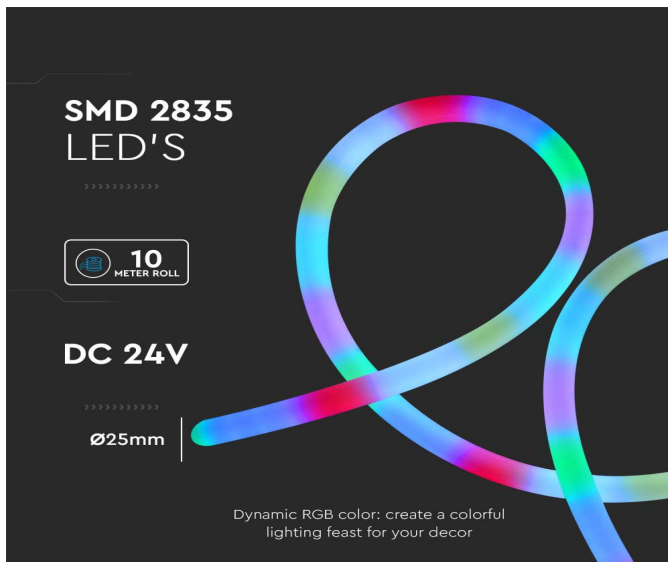 SMD 2835
LED'S
10
METER ROLL
DC 24V
Ø25mm
Dynamic RGB color: create a colorful
lighting feast for your decor